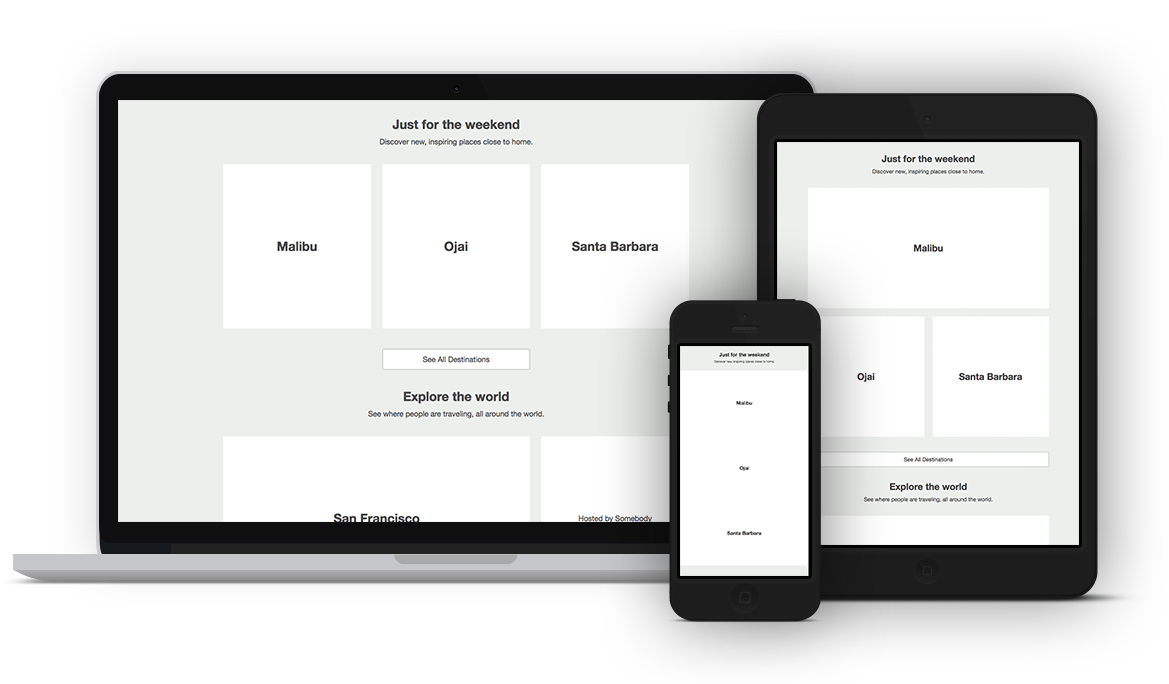 Just for the weekend
Discover new, inspiring places close to home.
Malibu
Ojai
Santa Barbara
See All Destinations
Explore the world
See where people are traveling, all around the world.
San Francisco
Hosted by Somebody
Just for the weekend
Discover new, inspiring places close to home.
Malibu
Ojai
Santa Barbara
See All Destinations
Explore the world
See where people are traveling, all around the world.
Just for the weekend
Discover new, inspiring places close to home.
Malibu
Ojai
Santa Barbara